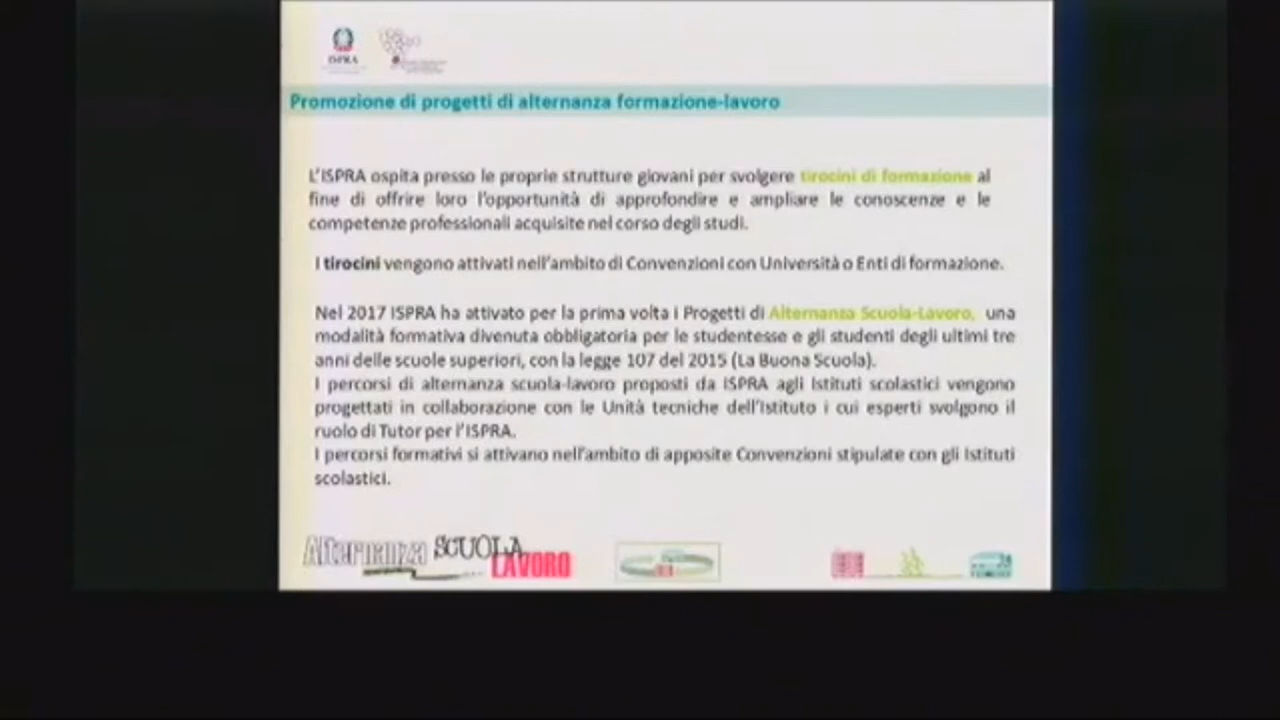 ISPRA
Promozione di progetti di alternanza formazione-lavoro
L'ISPRA ospita presso le proprie strutture giovani per svolgere tirocini di formazione al
fine di offrire loro l'opportunità di approfondire e ampliare le conoscenze e le
competenze professionali acquisite nel corso degli studi.
I tirocini vengono attivati nell'ambito di Convenzioni con Università o Enti di formazione.
Nel 2017 ISPRA ha attivato per la prima volta i Progetti di Alternanza Scuola-Lavoro, una
modalità formativa divenuta obbligatoria per le studentesse e gli studenti degli ultimi tre
anni delle scuole superiori, con la legge 107 del 2015 (La Buona Scuola).
I percorsi di alternanza scuola-lavoro proposti da ISPRA agli Istituti scolastici vengono
progettati in collaborazione con le Unità tecniche dell'Istituto i cui esperti svolgono il
ruolo di Tutor per l'ISPRA.
I percorsi formativi si attivano nell'ambito di apposite Convenzioni stipulate con gli Istituti
scolastici.
Alternanza SCUOLA
LAVORO